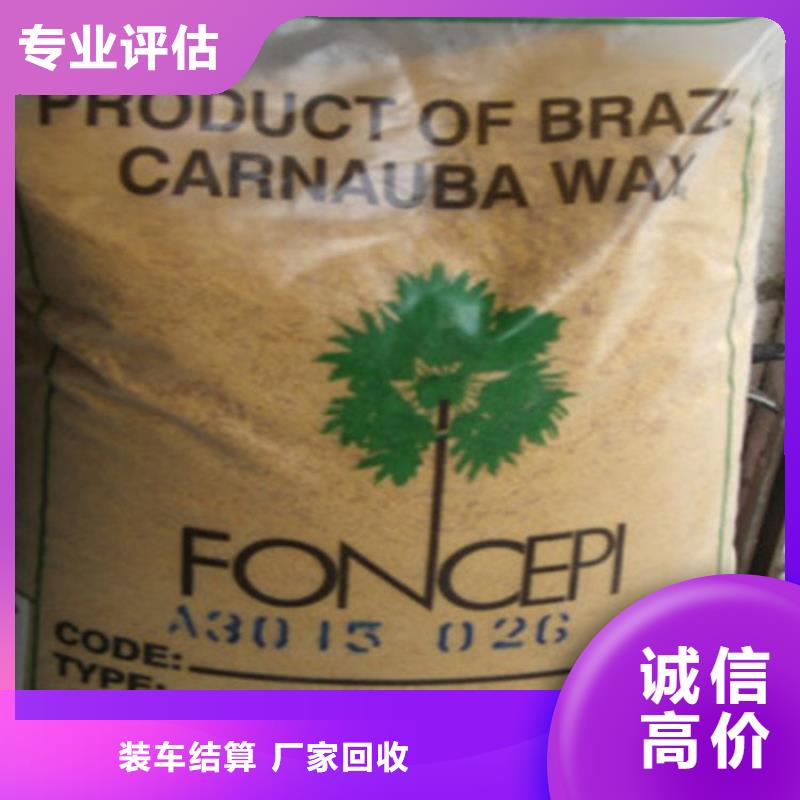 专业评估
PRODUCT OF BRAZ
CARNAUBA WAX
FONCEPI
A3015 026
CODE:
TYPE:
诚信
高价
装车结算 厂家回收